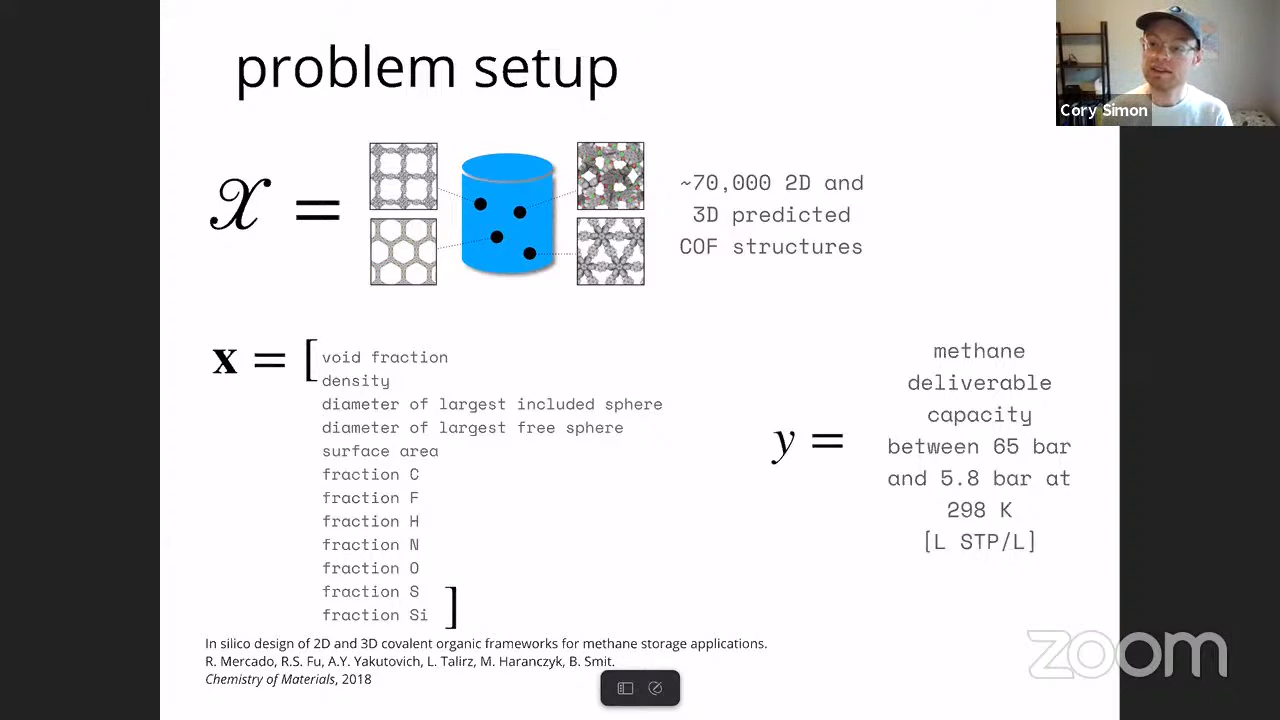 problem setup
Cory Simon
𝒳 =
~70,000 2D and
3D predicted
COF structures
x = [
void fraction
density
diameter of largest included sphere
diameter of largest free sphere
surface area
fraction C
fraction F
fraction H
fraction N
fraction O
fraction S
fraction Si ]
y =
methane
deliverable
capacity
between 65 bar
and 5.8 bar at
298 K
[L STP/L]
In silico design of 2D and 3D covalent organic frameworks for methane storage applications.
R. Mercado, R.S. Fu, A.Y. Yakutovich, L. Talirz, M. Haranczyk, B. Smit.
Chemistry of Materials, 2018
zoom